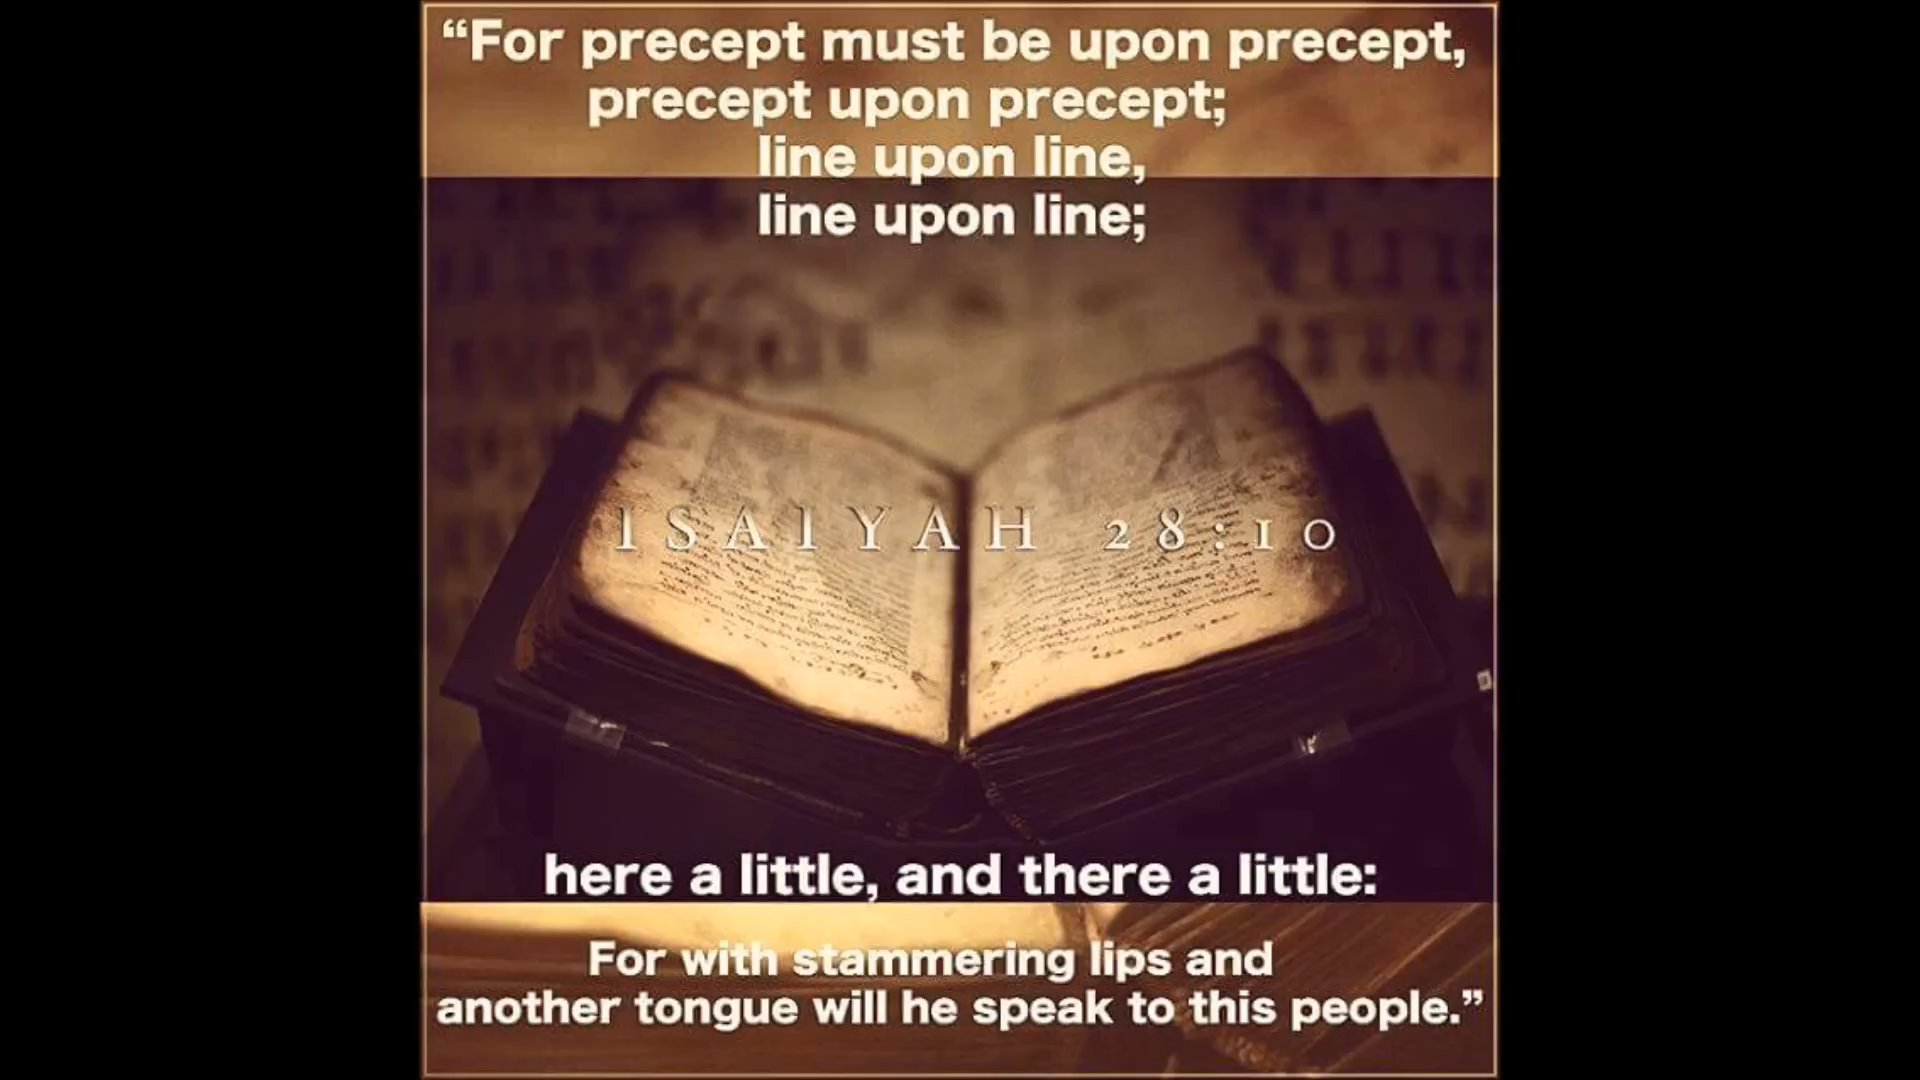 “For precept must be upon precept,
precept upon precept;
line upon line,
line upon line;
ISAIYAH 28:10
here a little, and there a little:
For with stammering lips and
another tongue will he speak to this people.”